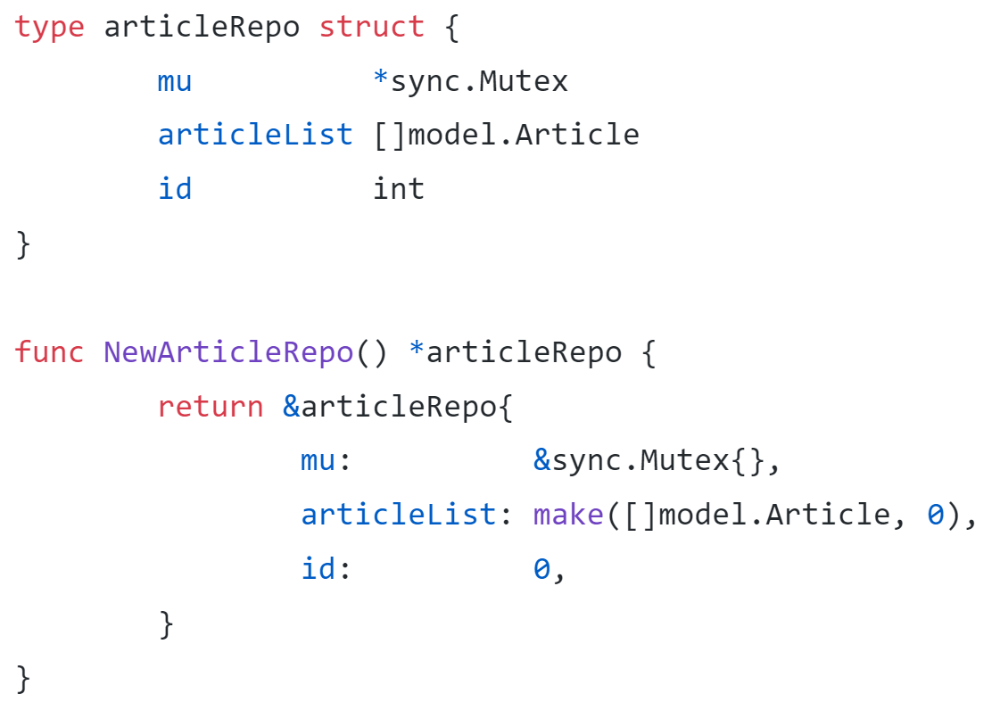 type articleRepo struct {
        mu          *sync.Mutex
        articleList []model.Article
        id          int
}

func NewArticleRepo() *articleRepo {
        return &articleRepo{
                mu:          &sync.Mutex{},
                articleList: make([]model.Article, 0),
                id:          0,
        }
}